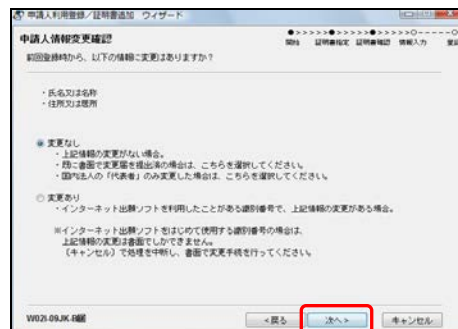 申請人利用登録／証明書追加　ウィザード
申請人情報変更確認
●>>>>>●>>>>>●>>>>>○-----○
開始　証明書指定　証明書確認　情報入力
前回登録時から、以下の情報に変更はありますか？
・氏名又は名称
・住所又は居所
変更なし
・上記情報の変更がない場合。
・既に書面で変更届を提出済の場合は、こちらを選択してください。
・国内法人の「代表者」のみ変更した場合は、こちらを選択してください。
変更あり
・インターネット出願ソフトを利用したことがある識別番号で、上記情報の変更がある場合。
※インターネット出願ソフトをはじめて使用する識別番号の場合は、
上記情報の変更は書面でしかできません。
（キャンセル）で処理を中断し、書面で変更手続を行ってください。
<戻る　次へ>　キャンセル